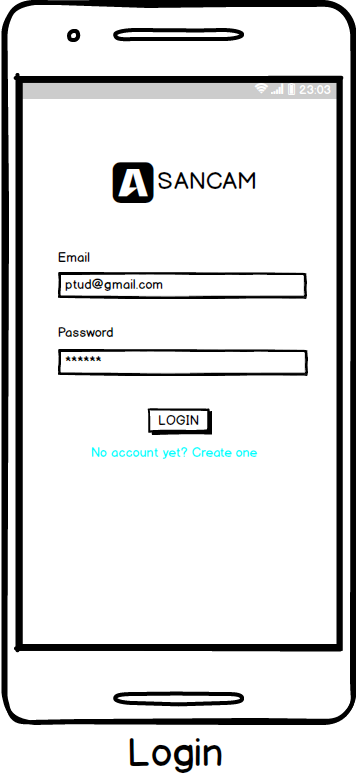 23:03
A SANCAM
Email
ptud@gmail.com
Password
******
LOGIN
No account yet? Create one
Login